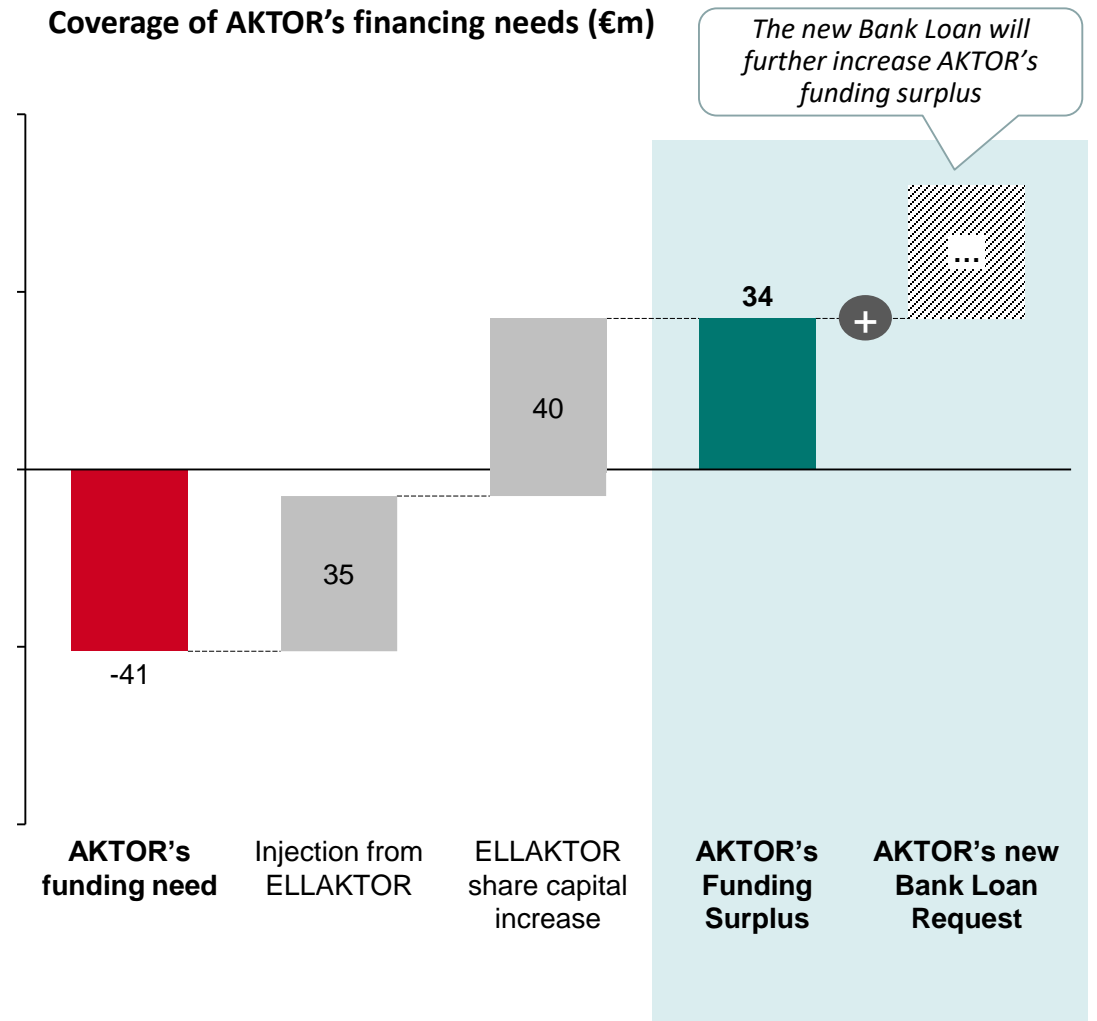 Coverage of AKTOR’s financing needs (€m)
The new Bank Loan will
further increase AKTOR’s
funding surplus
...
34
+
40
35
-41
AKTOR’s
funding need
Injection from
ELLAKTOR
ELLAKTOR
share capital
increase
AKTOR’s
Funding
Surplus
AKTOR’s new
Bank Loan
Request